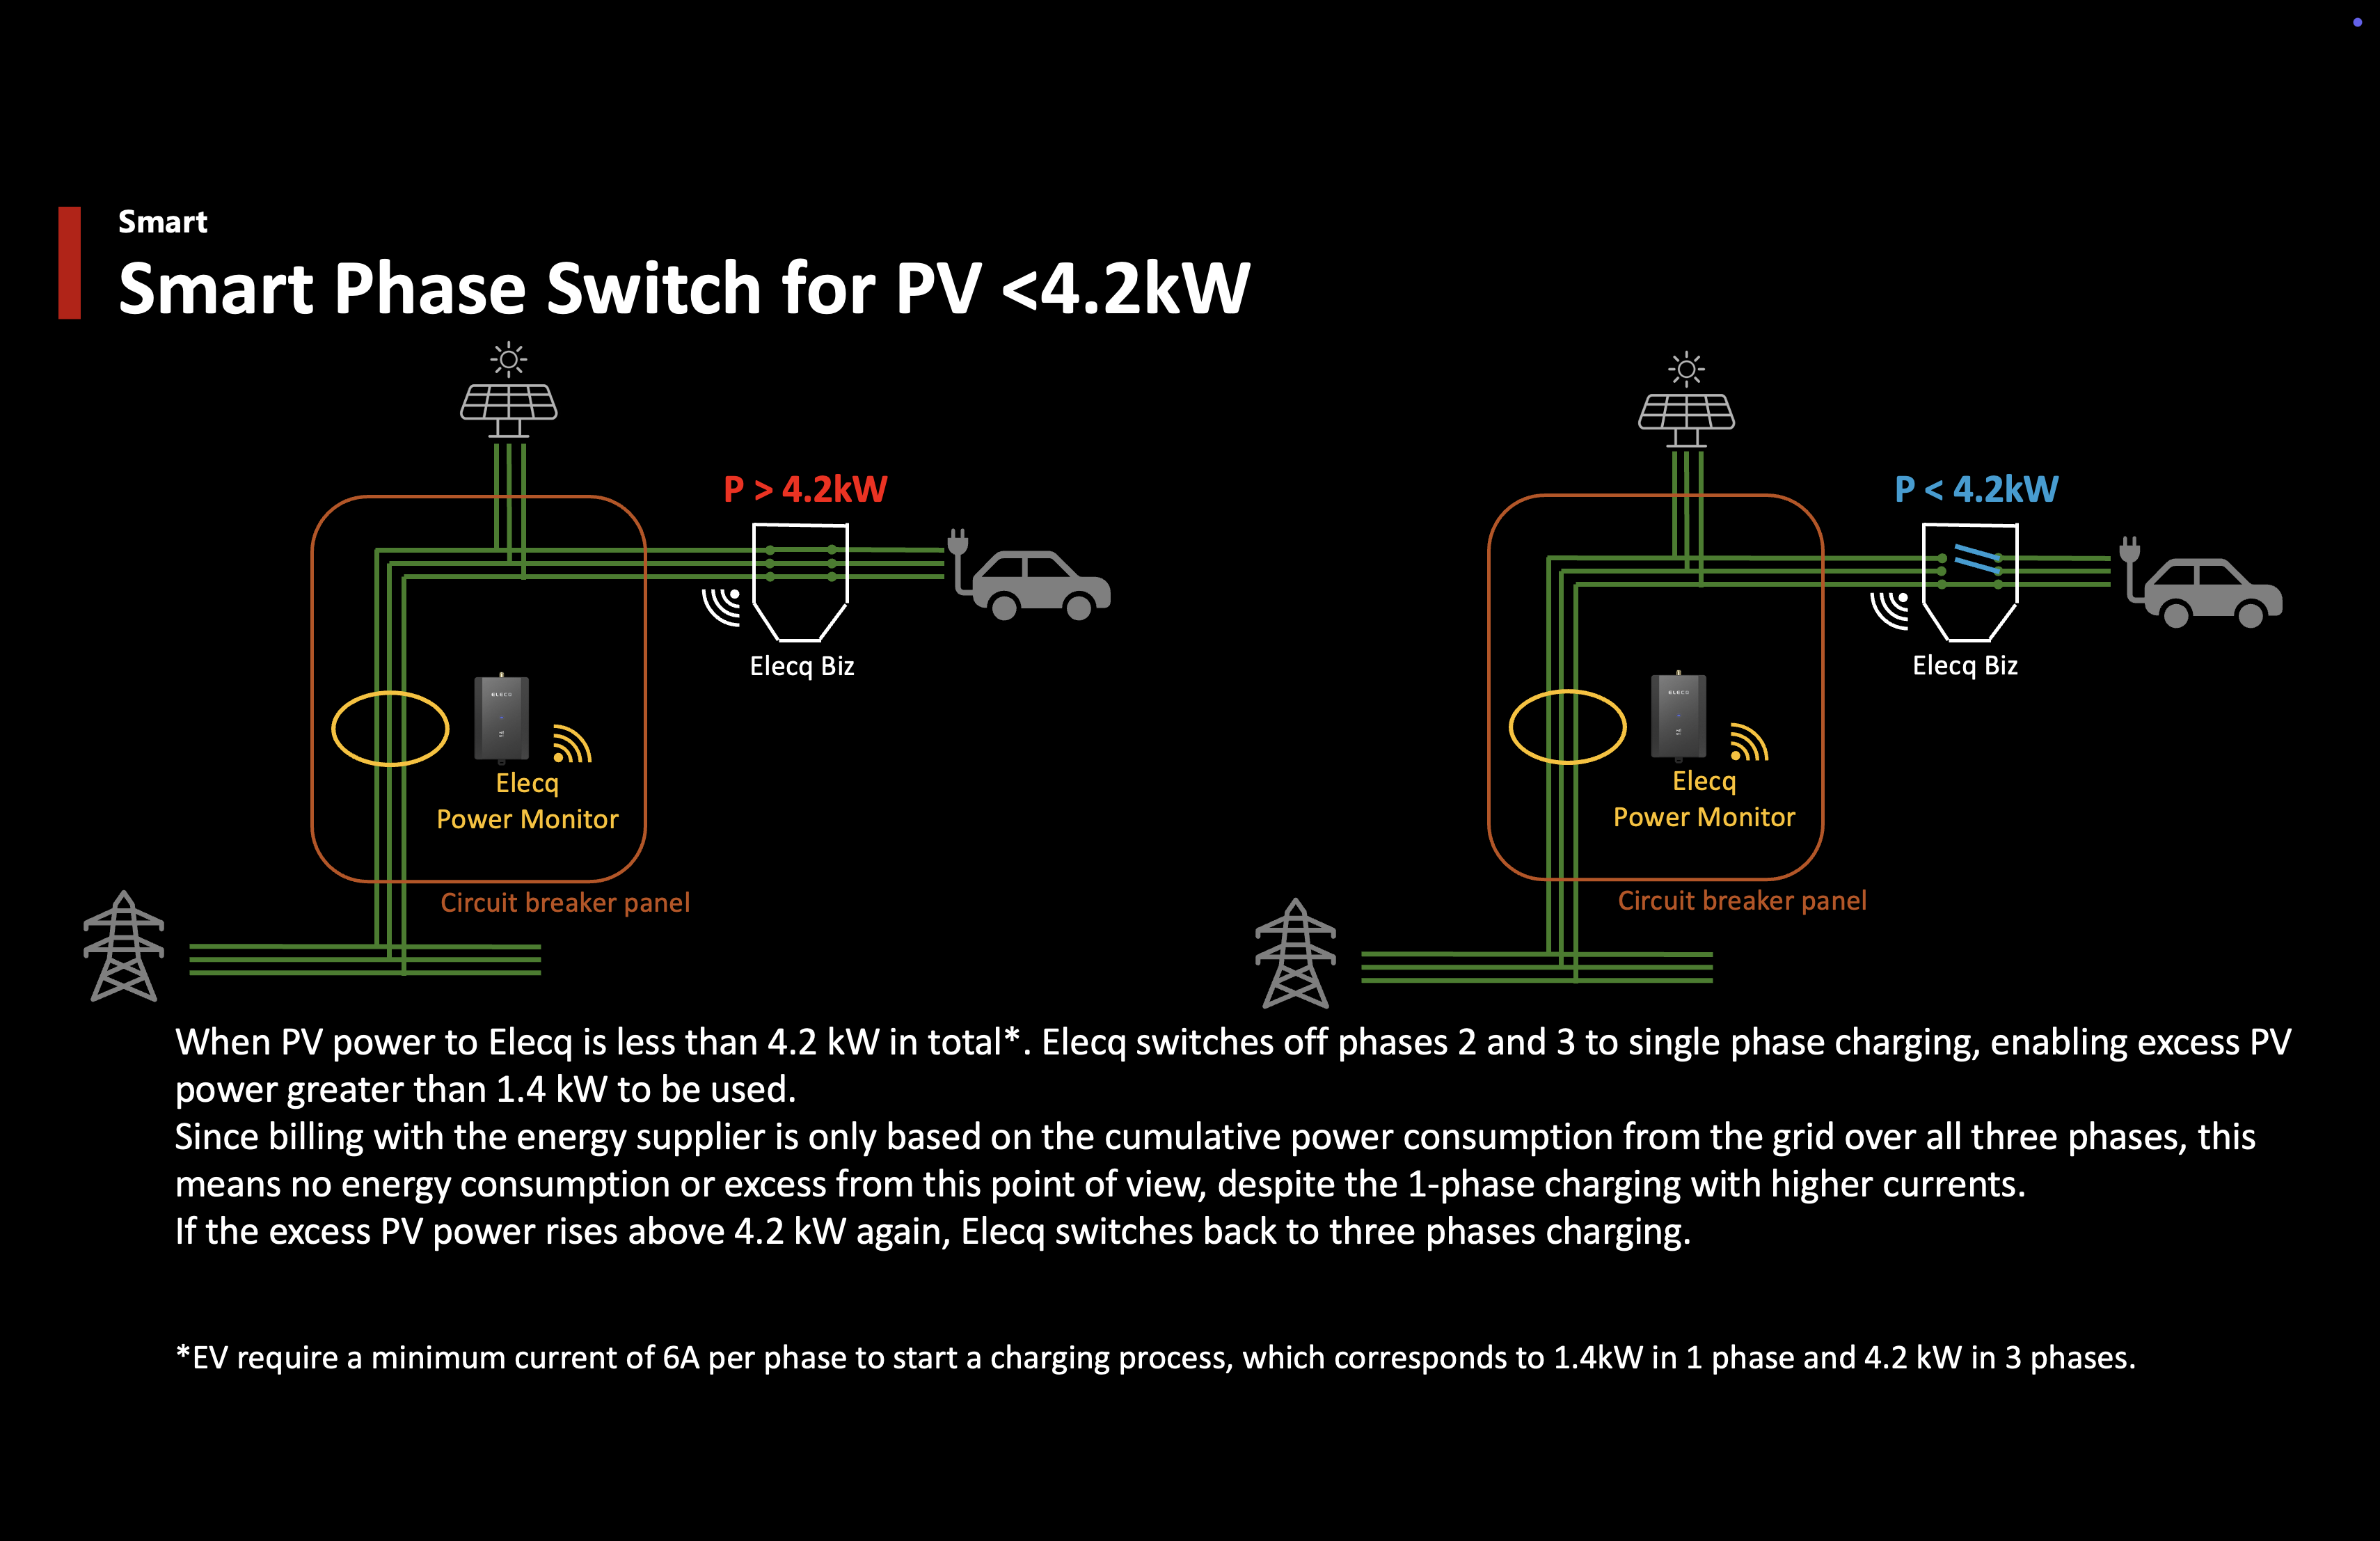 Smart
Smart Phase Switch for PV <4.2kW
P > 4.2kW
Elecq Biz
ELECQ
Elecq
Power Monitor
Circuit breaker panel
P < 4.2kW
Elecq Biz
ELECQ
Elecq
Power Monitor
Circuit breaker panel
When PV power to Elecq is less than 4.2 kW in total*. Elecq switches off phases 2 and 3 to single phase charging, enabling excess PV
power greater than 1.4 kW to be used.
Since billing with the energy supplier is only based on the cumulative power consumption from the grid over all three phases, this
means no energy consumption or excess from this point of view, despite the 1-phase charging with higher currents.
If the excess PV power rises above 4.2 kW again, Elecq switches back to three phases charging.
*EV require a minimum current of 6A per phase to start a charging process, which corresponds to 1.4kW in 1 phase and 4.2 kW in 3 phases.